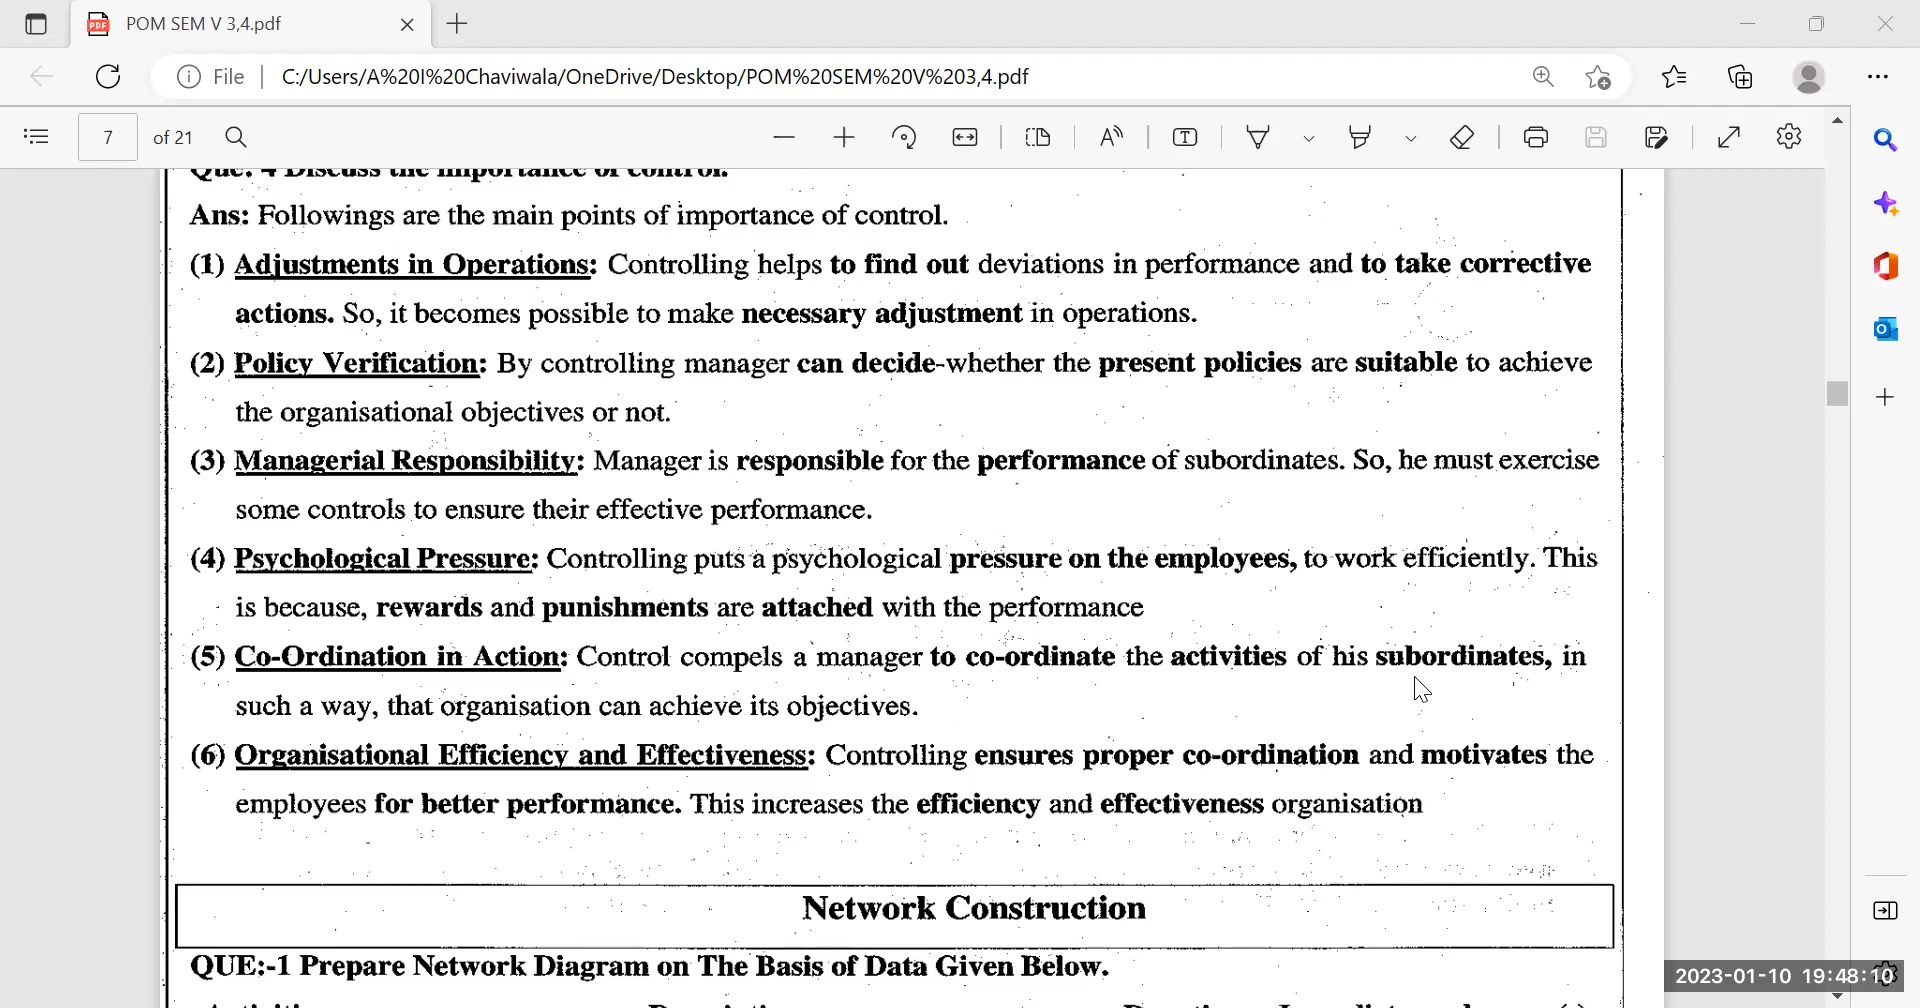 POM SEM V 3,4.pdf
File
C:/Users/A%20I%20Chaviwala/OneDrive/Desktop/POM%20SEM%20V%203,4.pdf
7 of 21
Que: 4 Discuss the importance of control.
Ans: Followings are the main points of importance of control.
(1) Adjustments in Operations: Controlling helps to find out deviations in performance and to take corrective
actions. So, it becomes possible to make necessary adjustment in operations.
(2) Policy Verification: By controlling manager can decide-whether the present policies are suitable to achieve
the organisational objectives or not.
(3) Managerial Responsibility: Manager is responsible for the performance of subordinates. So, he must exercise
some controls to ensure their effective performance.
(4) Psychological Pressure: Controlling puts a psychological pressure on the employees, to work efficiently. This
is because, rewards and punishments are attached with the performance
(5) Co-Ordination in Action: Control compels a manager to co-ordinate the activities of his subordinates, in
such a way, that organisation can achieve its objectives.
(6) Organisational Efficiency and Effectiveness: Controlling ensures proper co-ordination and motivates the
employees for better performance. This increases the efficiency and effectiveness organisation
Network Construction
QUE:-1 Prepare Network Diagram on The Basis of Data Given Below.
2023-01-10 19:48:10